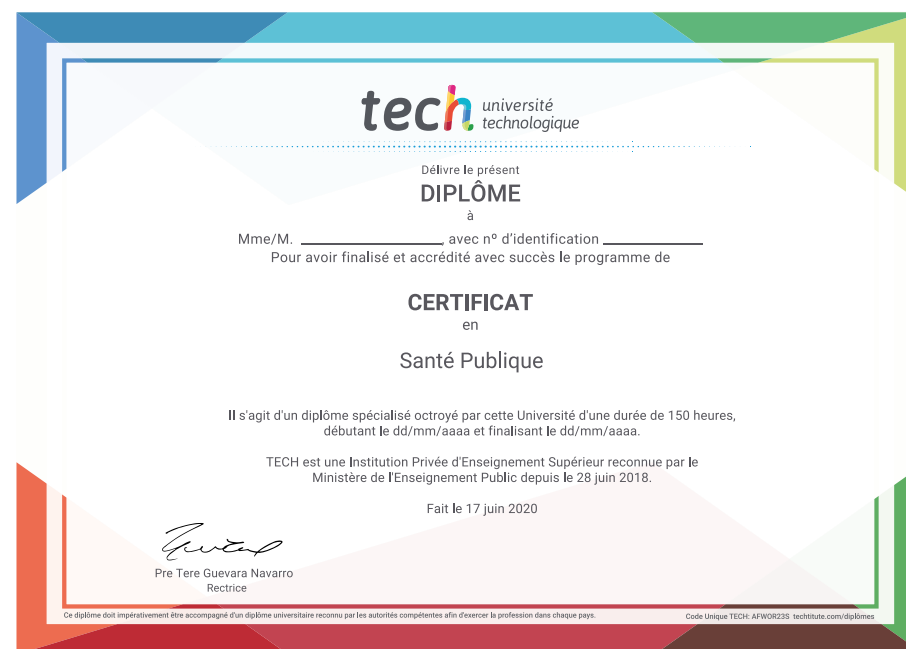 tech université
technologique
Délivre le présent
DIPLÔME
à
Mme/M. ____________________, avec nº d'identification ______________
Pour avoir finalisé et accrédité avec succès le programme de
CERTIFICAT
en
Santé Publique
Il s'agit d'un diplôme spécialisé octroyé par cette Université d'une durée de 150 heures,
débutant le dd/mm/aaaa et finalisant le dd/mm/aaaa.
TECH est une Institution Privée d'Enseignement Supérieur reconnue par le
Ministère de l'Enseignement Public depuis le 28 juin 2018.
Fait le 17 juin 2020
Pre Tere Guevara Navarro
Rectrice
Ce diplôme doit impérativement être accompagné d'un diplôme universitaire reconnu par les autorités compétentes afin d'exercer la profession dans chaque pays.
Code Unique TECH: AFWOR23S techtitute.com/diplômes